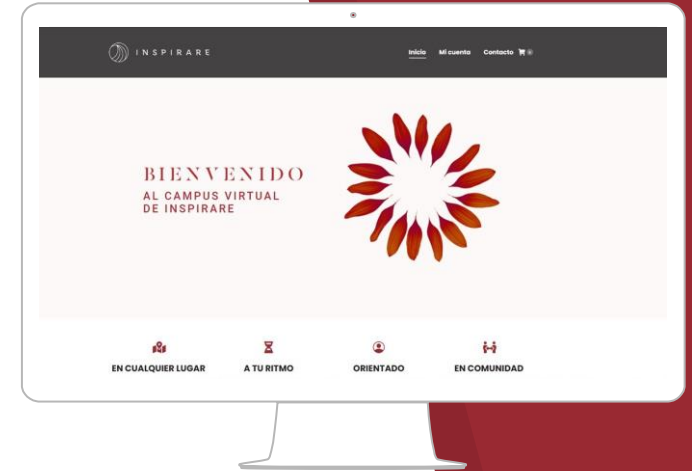 INSPIRARE
Inicio Mi cuenta Contacto
BIENVENIDO
AL CAMPUS VIRTUAL
DE INSPIRARE
EN CUALQUIER LUGAR A TU RITMO ORIENTADO EN COMUNIDAD